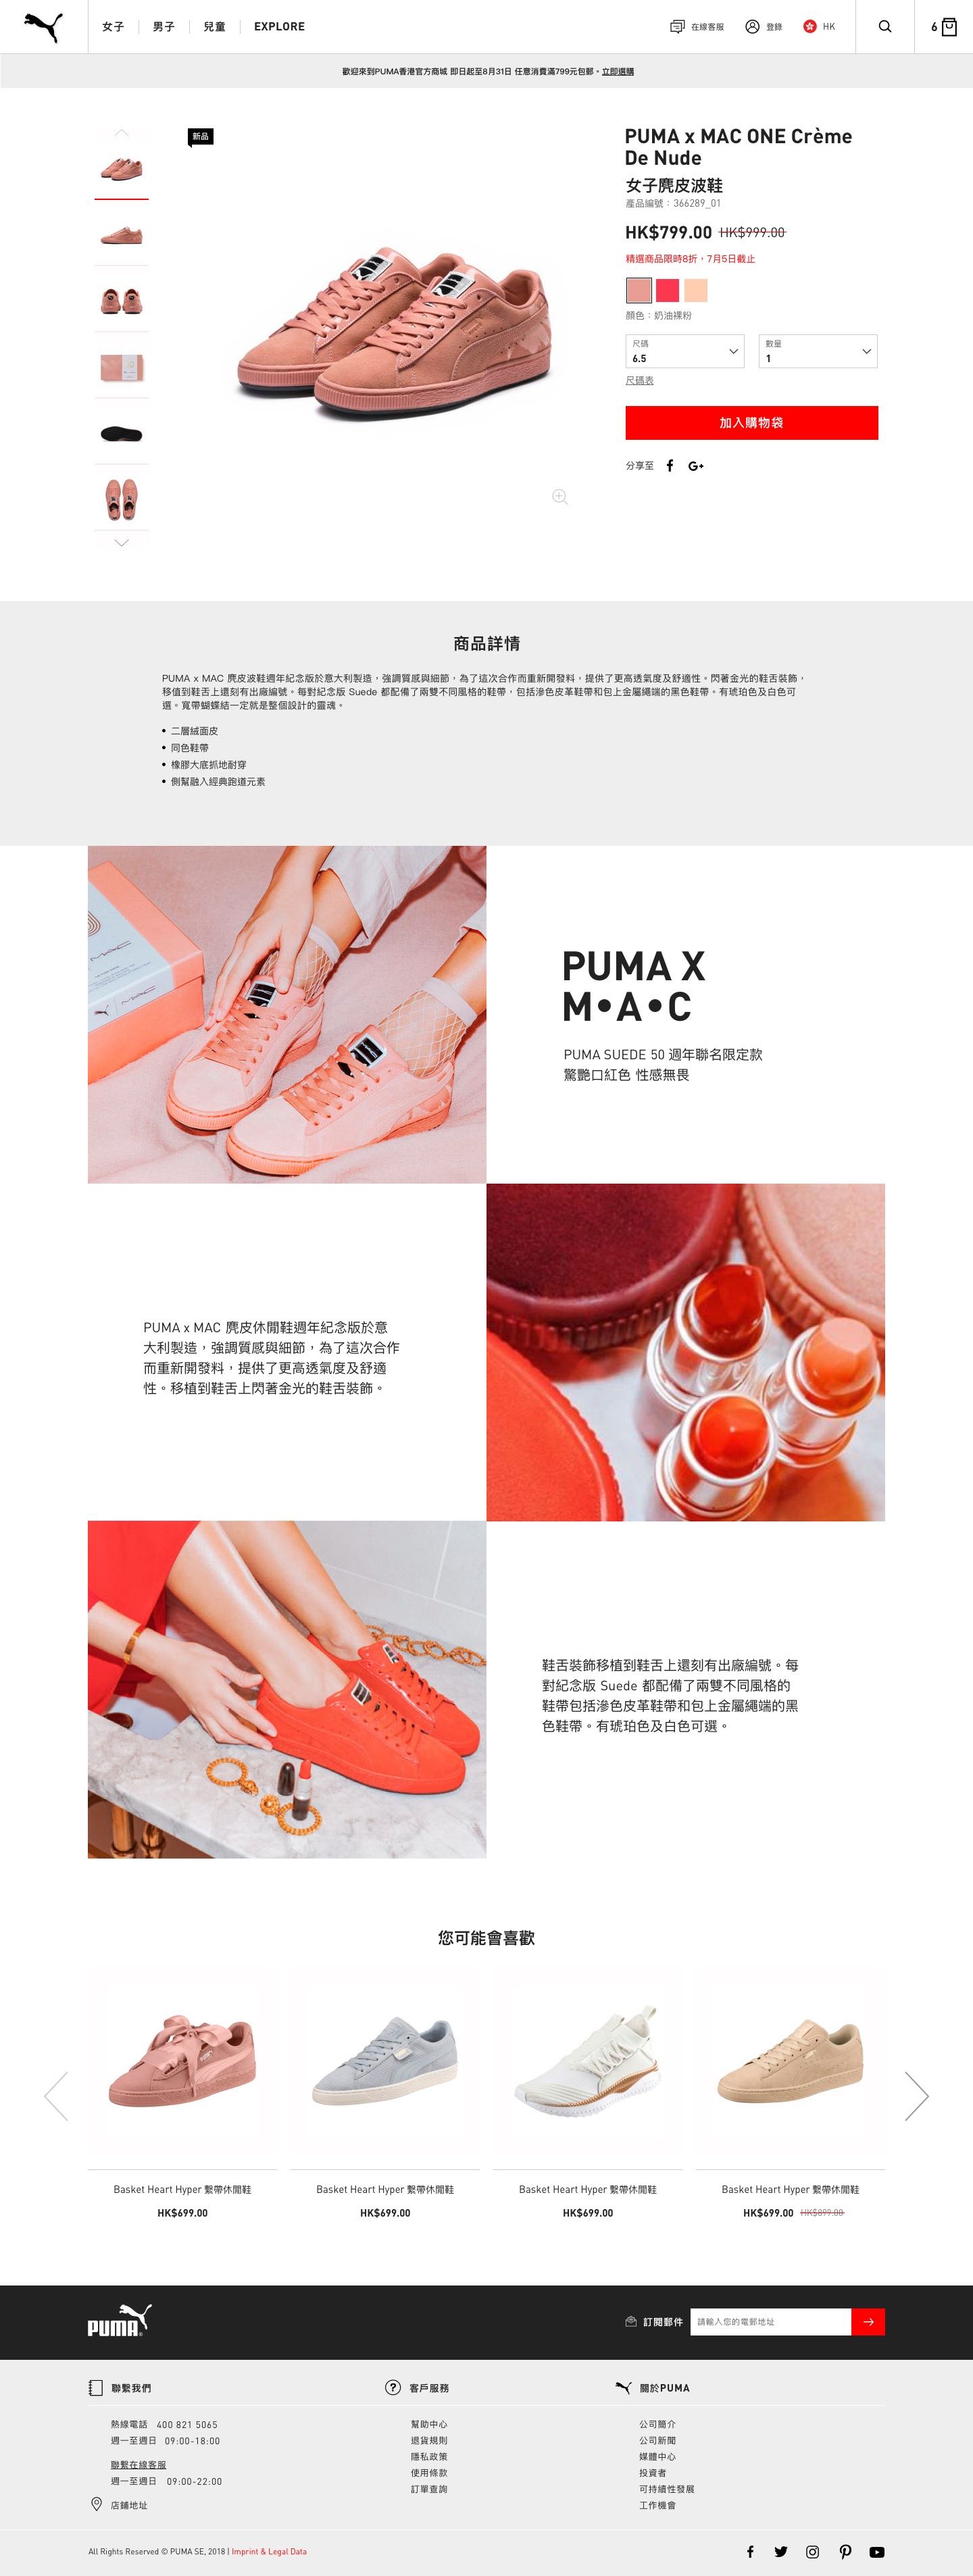 女子
男子
兒童
EXPLORE
在線客服
登錄
HK
6
歡迎來到PUMA香港官方商城 即日起至8月31日 任意消費滿799元包郵。立即選購
新品
PUMA x MAC ONE Crème
De Nude
女子麂皮波鞋
產品編號：366289_01
HK$799.00 HK$999.00
精選商品限時8折，7月5日截止
顏色：奶油裸粉
尺碼
6.5
數量
1
尺碼表
加入購物袋
分享至
商品詳情
PUMA x MAC 麂皮波鞋週年紀念版於意大利製造，強調質感與細節，為了這次合作而重新開發料，提供了更高透氣度及舒適性。閃著金光的鞋舌裝飾，
移值到鞋舌上還刻有出廠編號。每對紀念版 Suede 都配備了兩雙不同風格的鞋帶，包括滲色皮革鞋帶和包上金屬繩端的黑色鞋帶。有琥珀色及白色可
選。寬帶蝴蝶結一定就是整個設計的靈魂。
• 二層絨面皮
• 同色鞋帶
• 橡膠大底抓地耐穿
• 側幫融入經典跑道元素
MAC
PUMA X
M•A•C
PUMA SUEDE 50 週年聯名限定款
驚艷口紅色 性感無畏
PUMA x MAC 麂皮休閒鞋週年紀念版於意
大利製造，強調質感與細節，為了這次合作
而重新開發料，提供了更高透氣度及舒適
性。移植到鞋舌上閃著金光的鞋舌裝飾。
鞋舌裝飾移植到鞋舌上還刻有出廠編號。每
對紀念版 Suede 都配備了兩雙不同風格的
鞋帶包括滲色皮革鞋帶和包上金屬繩端的黑
色鞋帶。有琥珀色及白色可選。
您可能會喜歡
Basket Heart Hyper 繫帶休閒鞋
HK$699.00
Basket Heart Hyper 繫帶休閒鞋
HK$699.00
Basket Heart Hyper 繫帶休閒鞋
HK$699.00
Basket Heart Hyper 繫帶休閒鞋
HK$699.00 HK$899.00
PUMA
訂閱郵件
請輸入您的電郵地址
聯繫我們
熱線電話 400 821 5065
週一至週日 09:00-18:00
聯繫在線客服
週一至週日 09:00-22:00
店鋪地址
客戶服務
幫助中心
退貨規則
隱私政策
使用條款
訂單查詢
關於PUMA
公司簡介
公司新聞
媒體中心
投資者
可持續性發展
工作機會
All Rights Reserved © PUMA SE, 2018 | Imprint & Legal Data